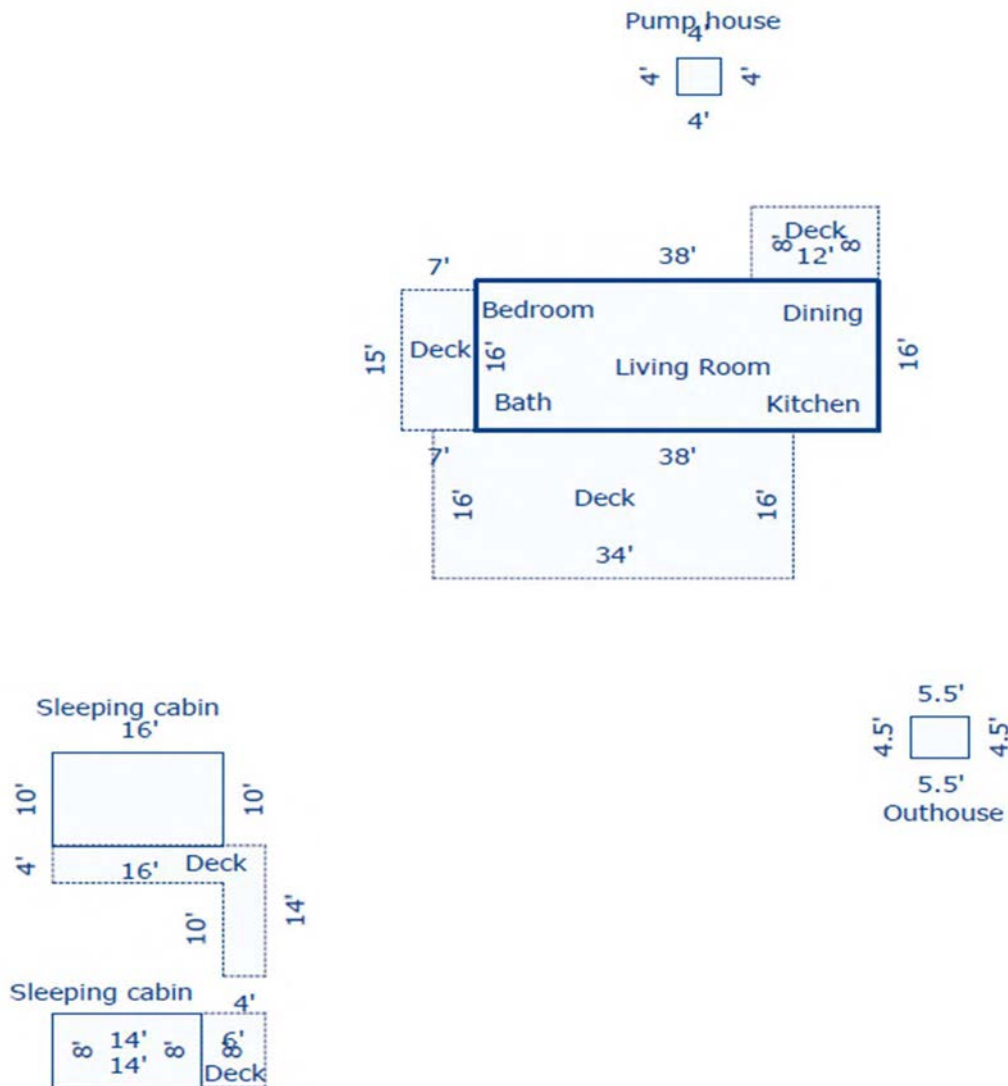 Pump house
4'
4' 4'
4'
Deck
8' 12' 8'
7' 38'
Bedroom Dining
15' Deck 16' Living Room 16'
Bath Kitchen
7' 38'
16' Deck 16'
34'
Sleeping cabin
16'
10' 10'
4' 16' Deck
10' 14'
4'
5.5'
4.5' 4.5'
5.5'
Outhouse
Sleeping cabin
8' 14' 8' 8' 6'
14' Deck